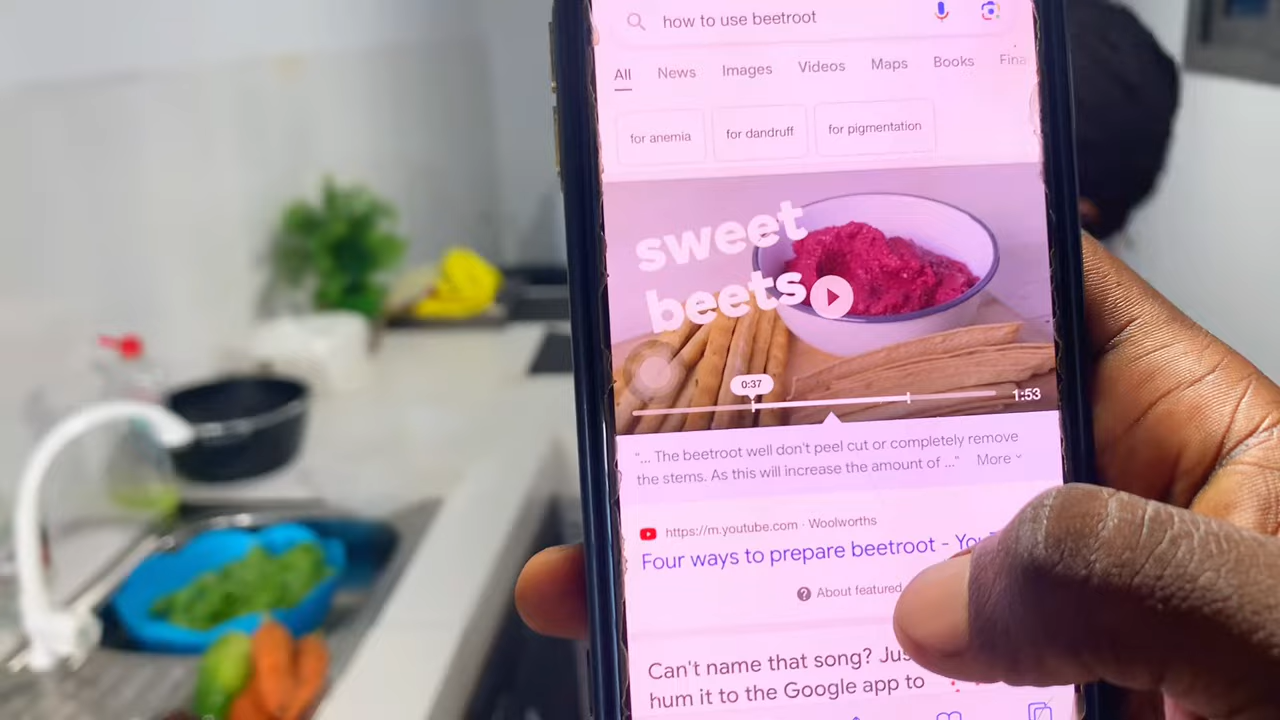 how to use beetroot
All News Images Videos Maps Books Fina
for anemia for dandruff for pigmentation
sweet
beets
0:37
1:53
"... The beetroot well don't peel cut or completely remove
the stems. As this will increase the amount of ..." More
https://m.youtube.com · Woolworths
Four ways to prepare beetroot - You
About featured
Can't name that song? Jus
hum it to the Google app to